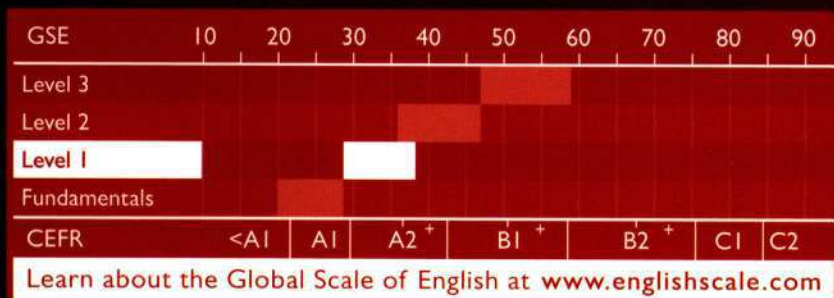 GSE 10 20 30 40 50 60 70 80 90
Level 3
Level 2
Level 1
Fundamentals
CEFR <A1 A1 A2 + B1 + B2 + C1 C2
Learn about the Global Scale of English at www.englishscale.com